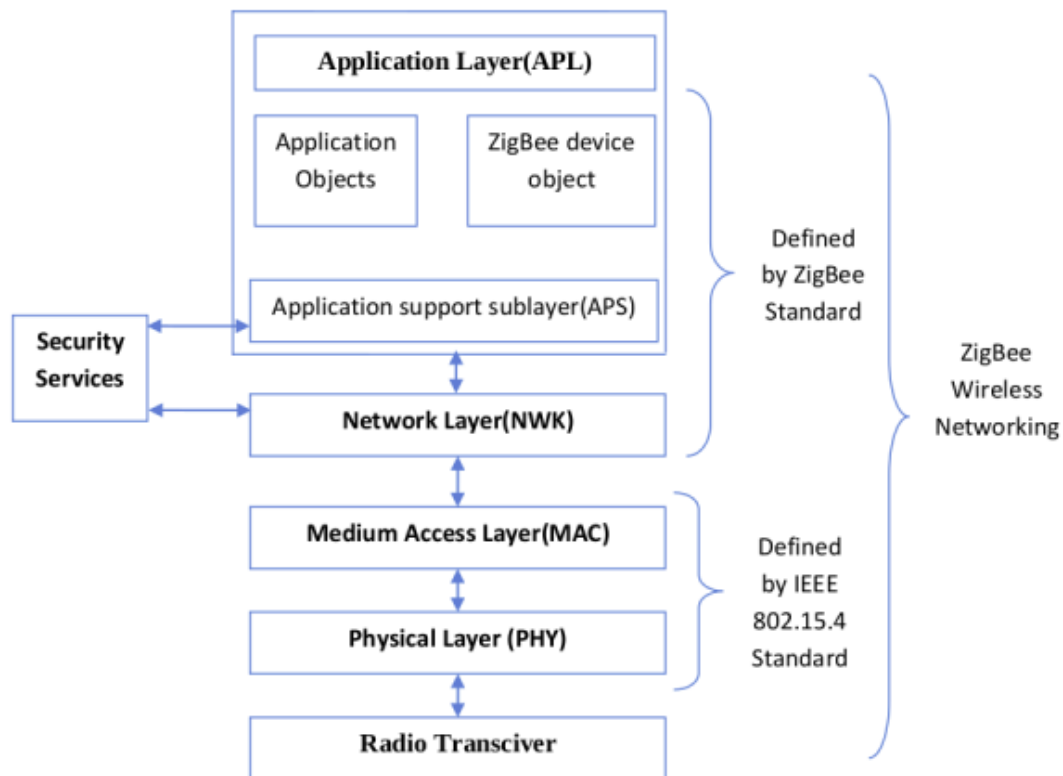 Application Layer(APL)
Application
Objects
ZigBee device
object
Application support sublayer(APS)
Security
Services
Network Layer(NWK)
Medium Access Layer(MAC)
Physical Layer (PHY)
Radio Transciver
Defined
by ZigBee
Standard
Defined
by IEEE
802.15.4
Standard
ZigBee
Wireless
Networking